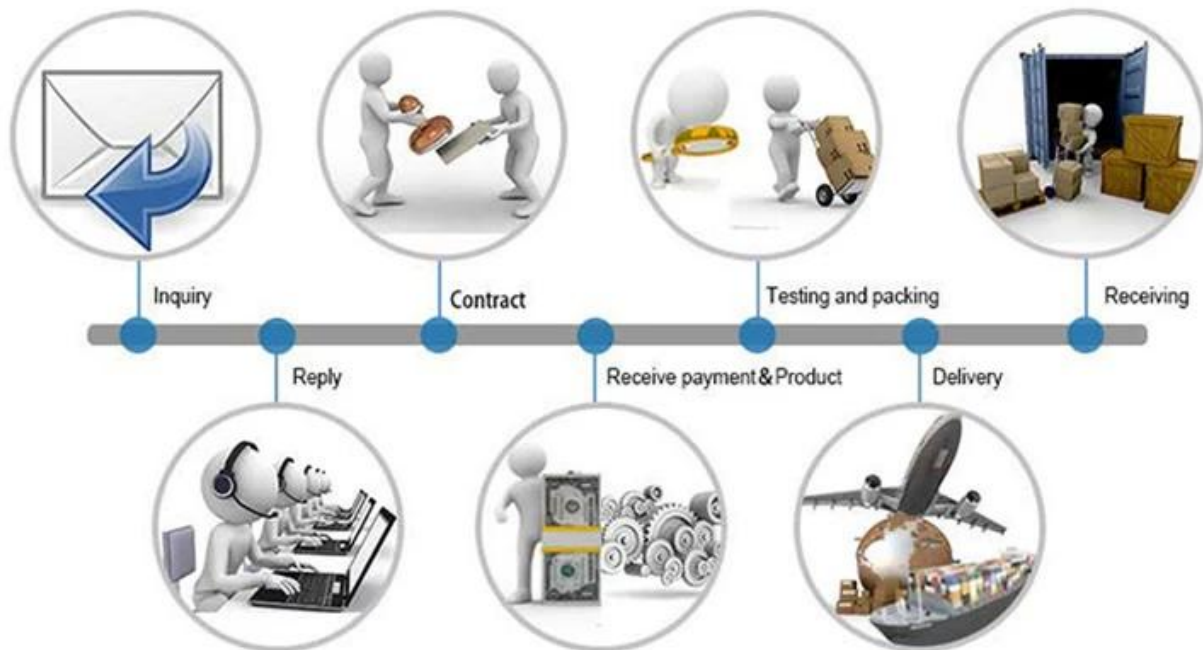 Inquiry
Contract
Testing and packing
Receiving
Reply
Receive payment&Product
Delivery